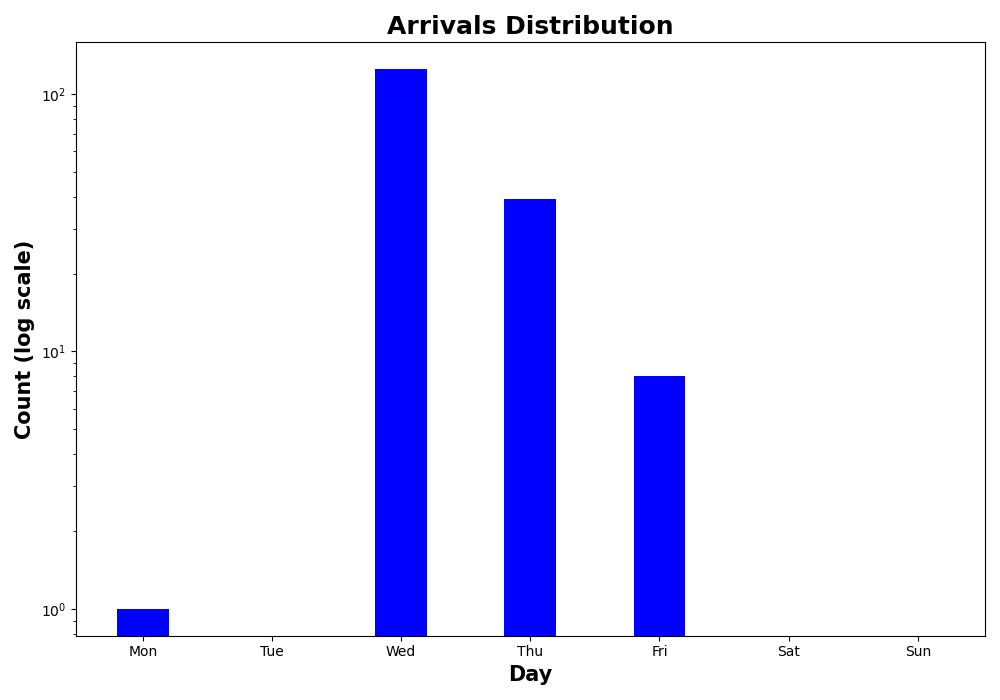 Arrivals Distribution
Count (log scale)
10²
10¹
10⁰
Mon Tue Wed Thu Fri Sat Sun
Day